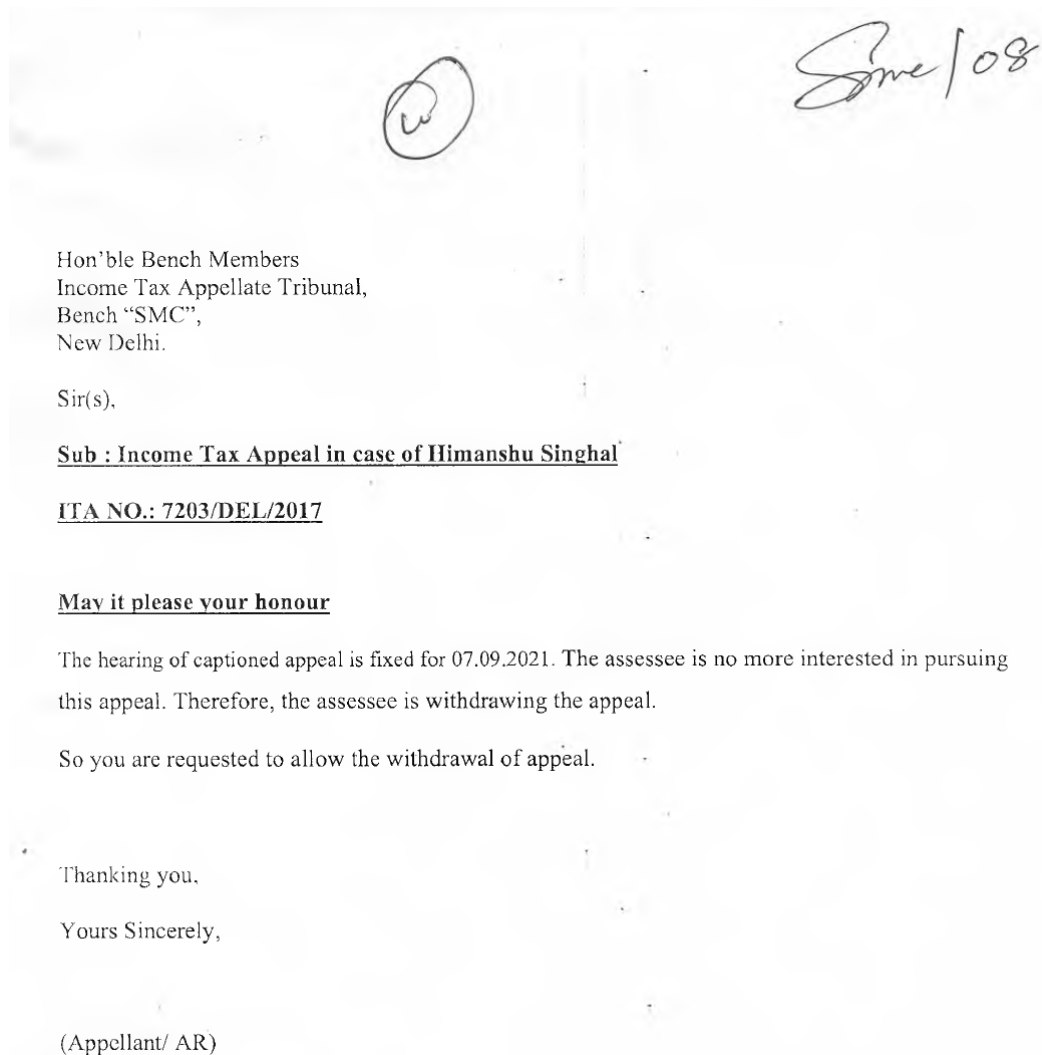 Smc/08
Hon'ble Bench Members
Income Tax Appellate Tribunal,
Bench “SMC”,
New Delhi.
Sir(s),
Sub : Income Tax Appeal in case of Himanshu Singhal
ITA NO.: 7203/DEL/2017
May it please your honour
The hearing of captioned appeal is fixed for 07.09.2021. The assessee is no more interested in pursuing
this appeal. Therefore, the assessee is withdrawing the appeal.
So you are requested to allow the withdrawal of appeal.
Thanking you,
Yours Sincerely,
(Appellant/ AR)